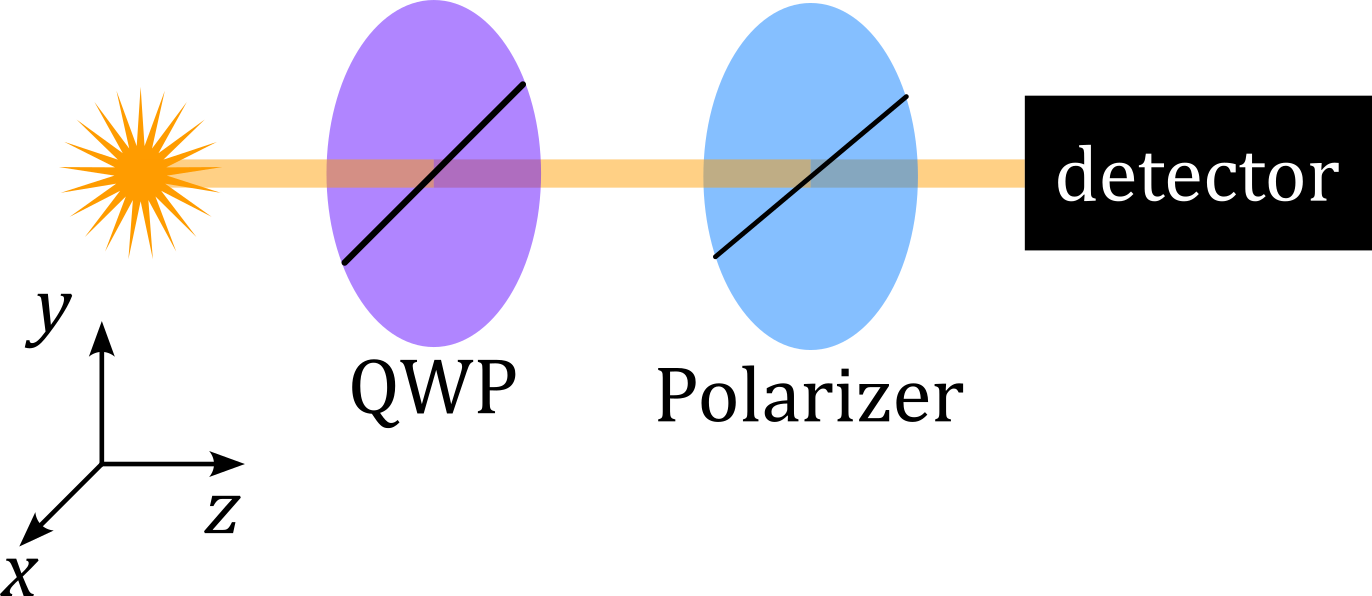 detector
y
QWP
Polarizer
z
x